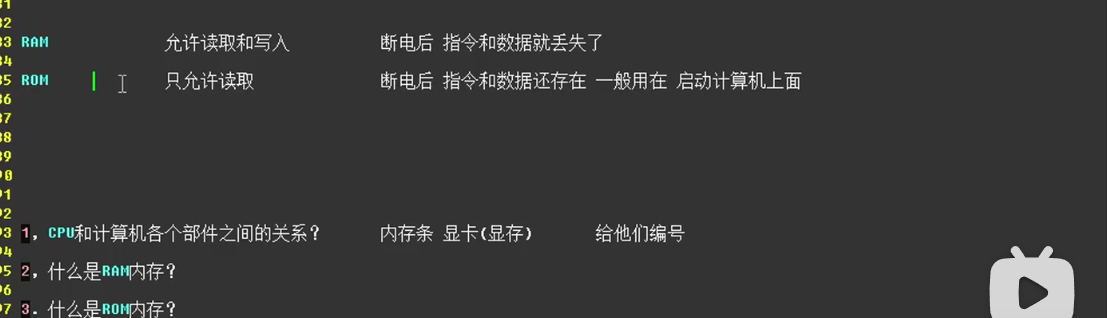 31
32
33 RAM 允许读取和写入 断电后 指令和数据就丢失了
34
35 ROM 只允许读取 断电后 指令和数据还存在 一般用在 启动计算机上面
36
37
38
39
90
91
92
93 1，CPU和计算机各个部件之间的关系？ 内存条 显卡(显存) 给他们编号
94
95 2．什么是RAM内存？
96
97 3．什么是ROM内存？